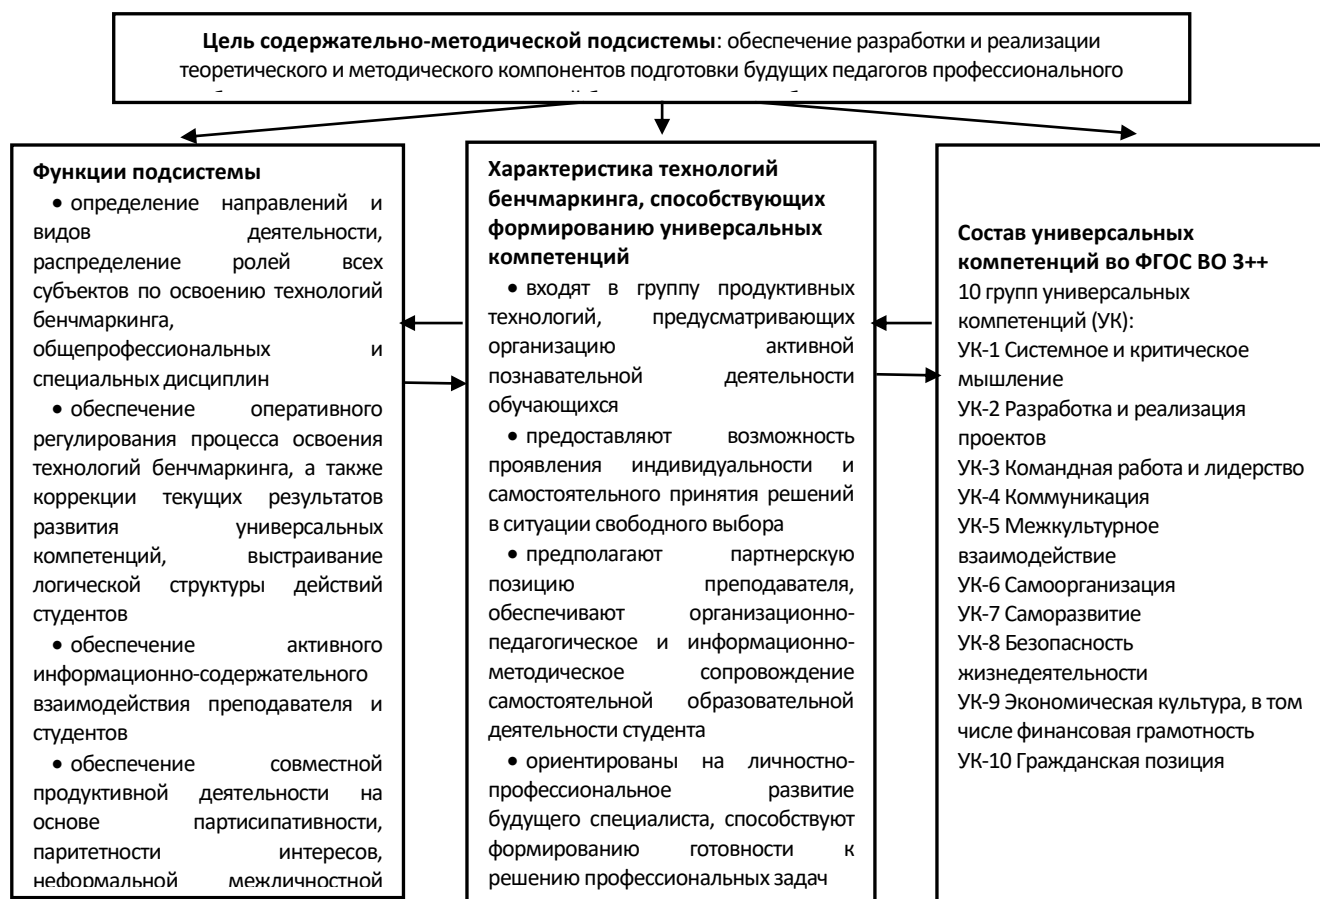 Цель содержательно-методической подсистемы: обеспечение разработки и реализации
теоретического и методического компонентов подготовки будущих педагогов профессионального
Функции подсистемы
• определение направлений и
видов деятельности,
распределение ролей всех
субъектов по освоению технологий
бенчмаркинга,
общепрофессиональных и
специальных дисциплин
• обеспечение оперативного
регулирования процесса освоения
технологий бенчмаркинга, а также
коррекции текущих результатов
развития универсальных
компетенций, выстраивание
логической структуры действий
студентов
• обеспечение активного
информационно-содержательного
взаимодействия преподавателя и
студентов
• обеспечение совместной
продуктивной деятельности на
основе партисипативности,
паритетности интересов,
неформальной межличностной
Характеристика технологий
бенчмаркинга, способствующих
формированию универсальных
компетенций
• входят в группу продуктивных
технологий, предусматривающих
организацию активной
познавательной деятельности
обучающихся
• предоставляют возможность
проявления индивидуальности и
самостоятельного принятия решений
в ситуации свободного выбора
• предполагают партнерскую
позицию преподавателя,
обеспечивают организационно-
педагогическое и информационно-
методическое сопровождение
самостоятельной образовательной
деятельности студента
• ориентированы на личностно-
профессиональное развитие
будущего специалиста, способствуют
формированию готовности к
решению профессиональных задач
Состав универсальных
компетенций во ФГОС ВО 3++
10 групп универсальных
компетенций (УК):
УК-1 Системное и критическое
мышление
УК-2 Разработка и реализация
проектов
УК-3 Командная работа и лидерство
УК-4 Коммуникация
УК-5 Межкультурное
взаимодействие
УК-6 Самоорганизация
УК-7 Саморазвитие
УК-8 Безопасность
жизнедеятельности
УК-9 Экономическая культура, в том
числе финансовая грамотность
УК-10 Гражданская позиция